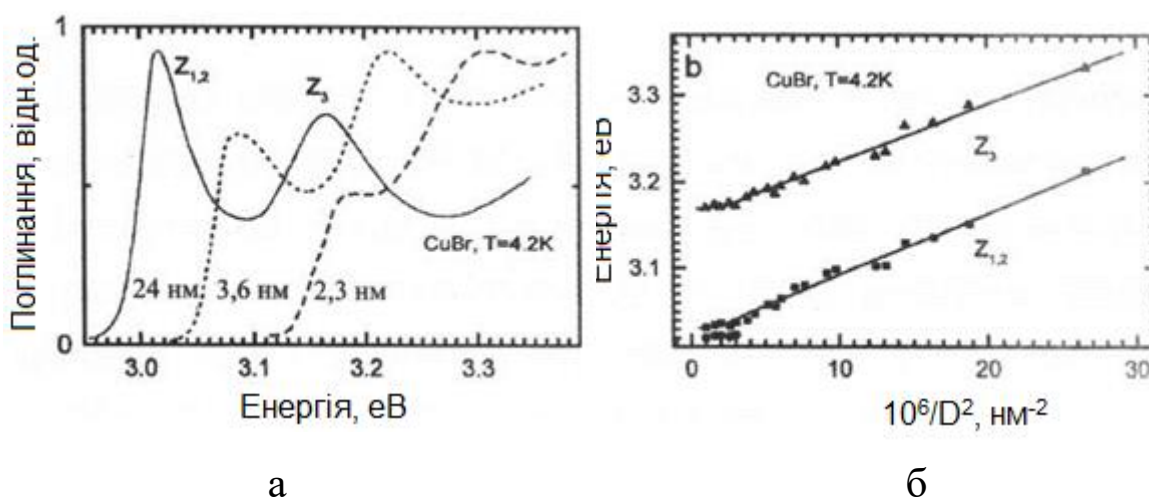 Поглинання, відн.од.
1
0
Z1,2
Z3
CuBr, T=4.2K
24 нм
3,6 нм
2,3 нм
3.0 3.1 3.2 3.3
Енергія, еВ
а
Енергія, еВ
3.3
3.2
3.1
b
CuBr, T=4.2K
Z3
Z1,2
0 10 20 30
10⁶/D², нм⁻²
б